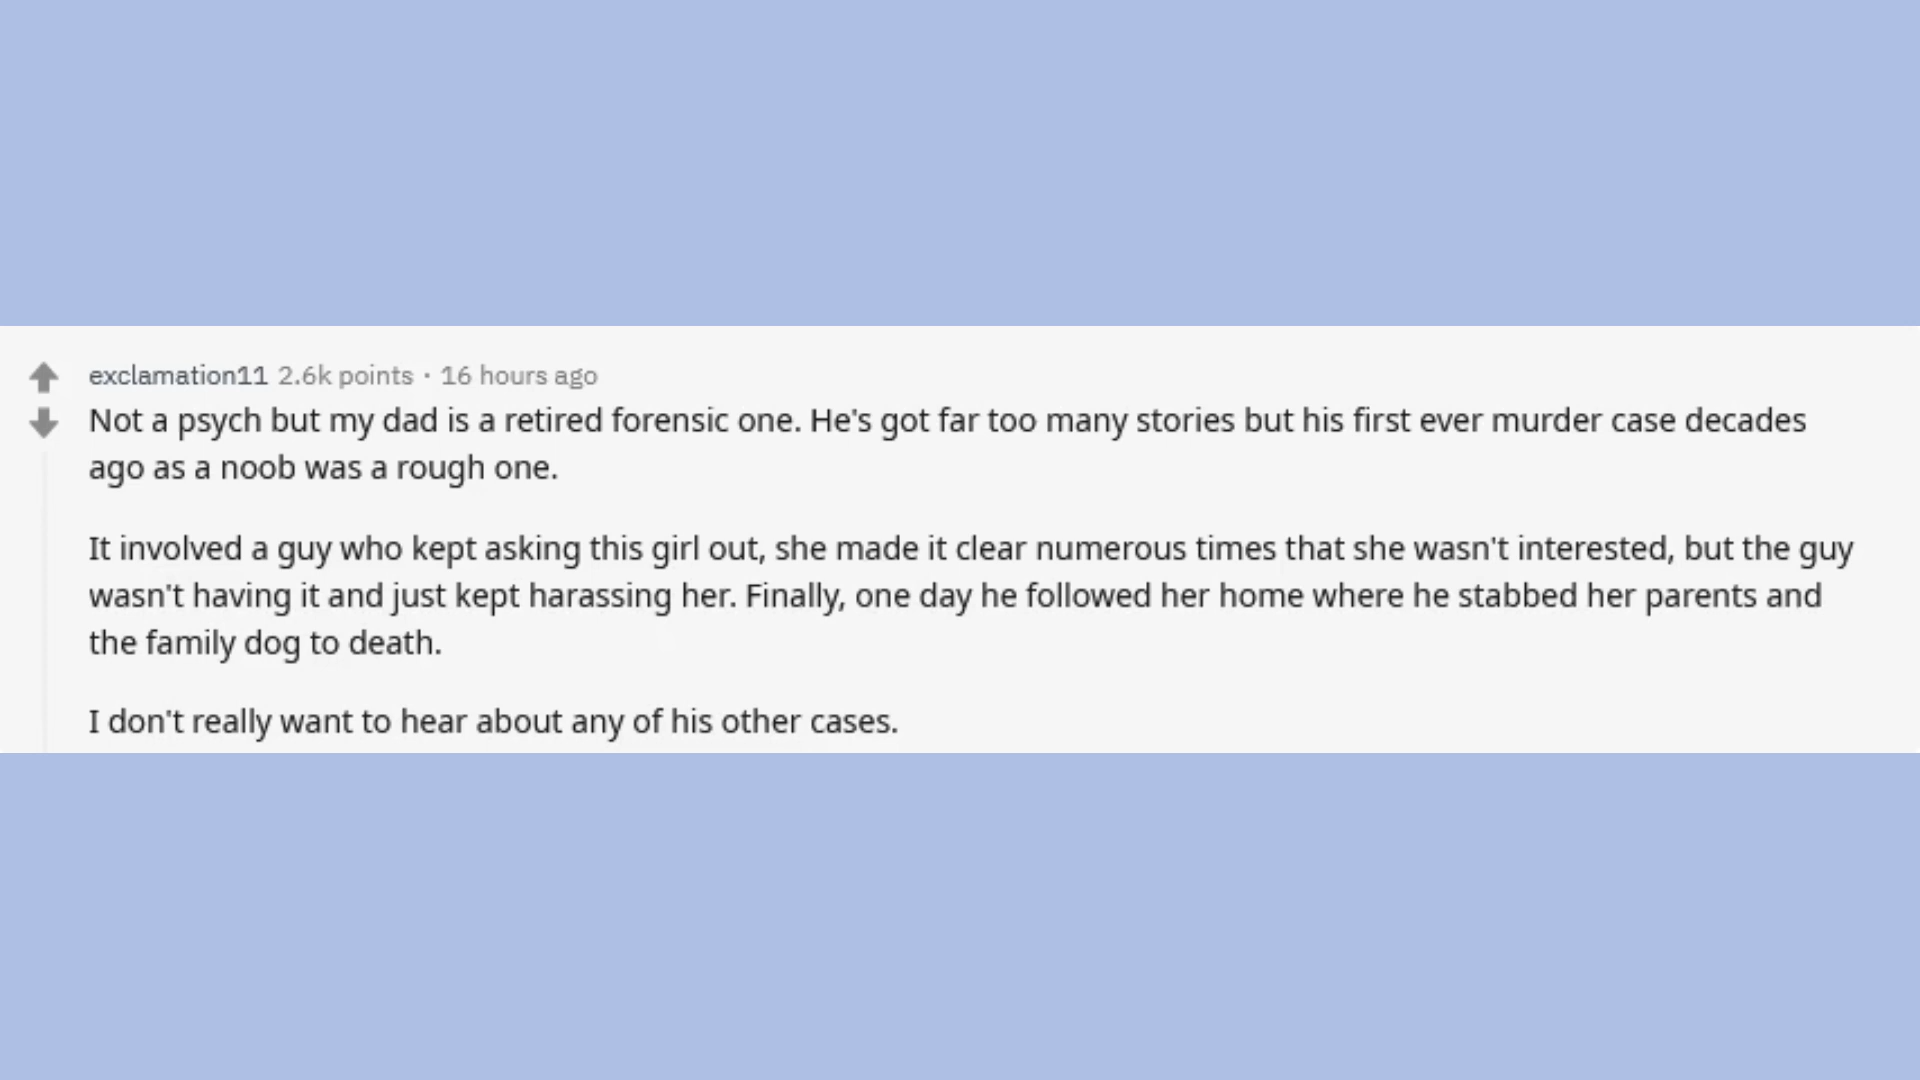 exclamation11 2.6k points · 16 hours ago
Not a psych but my dad is a retired forensic one. He's got far too many stories but his first ever murder case decades
ago as a noob was a rough one.
It involved a guy who kept asking this girl out, she made it clear numerous times that she wasn't interested, but the guy
wasn't having it and just kept harassing her. Finally, one day he followed her home where he stabbed her parents and
the family dog to death.
I don't really want to hear about any of his other cases.